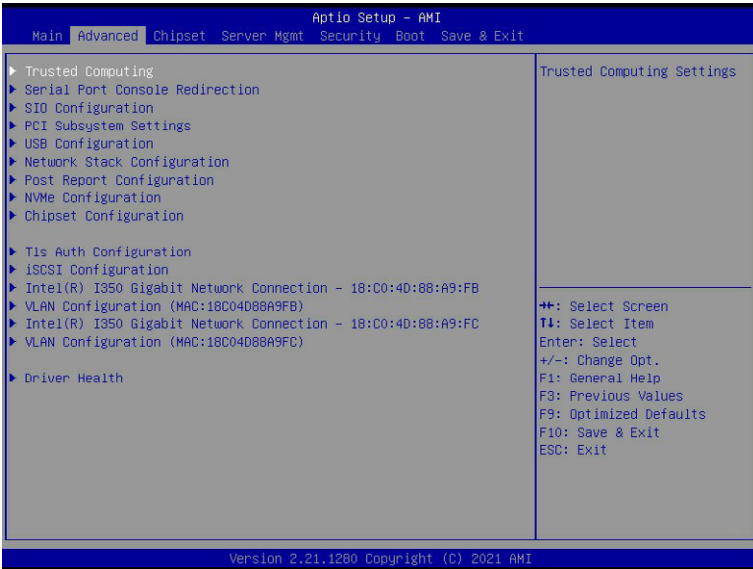 Aptio Setup – AMI
Main Advanced Chipset Server Mgmt Security Boot Save & Exit
Trusted Computing
Serial Port Console Redirection
SIO Configuration
PCI Subsystem Settings
USB Configuration
Network Stack Configuration
Post Report Configuration
NVMe Configuration
Chipset Configuration
Tls Auth Configuration
iSCSI Configuration
Intel(R) I350 Gigabit Network Connection – 18:C0:4D:88:A9:FB
VLAN Configuration (MAC:18C04D88A9FB)
Intel(R) I350 Gigabit Network Connection – 18:C0:4D:88:A9:FC
VLAN Configuration (MAC:18C04D88A9FC)
Driver Health
Trusted Computing Settings
→←: Select Screen
↑↓: Select Item
Enter: Select
+/-: Change Opt.
F1: General Help
F3: Previous Values
F9: Optimized Defaults
F10: Save & Exit
ESC: Exit
Version 2.21.1280 Copyright (C) 2021 AMI